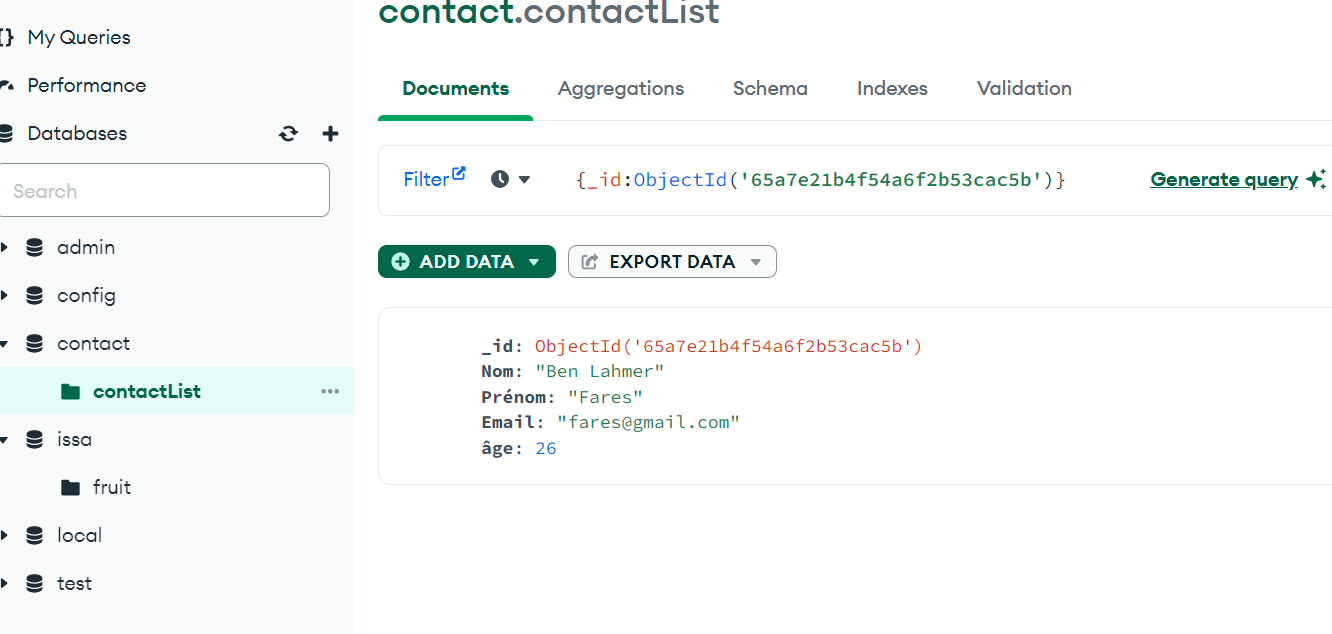 contact.contactList
My Queries
Performance
Databases
Search
admin
config
contact
contactList
issa
fruit
local
test
Documents Aggregations Schema Indexes Validation
Filter {_id:ObjectId('65a7e21b4f54a6f2b53cac5b')} Generate query
ADD DATA EXPORT DATA
_id: ObjectId('65a7e21b4f54a6f2b53cac5b')
Nom: "Ben Lahmer"
Prénom: "Fares"
Email: "fares@gmail.com"
âge: 26